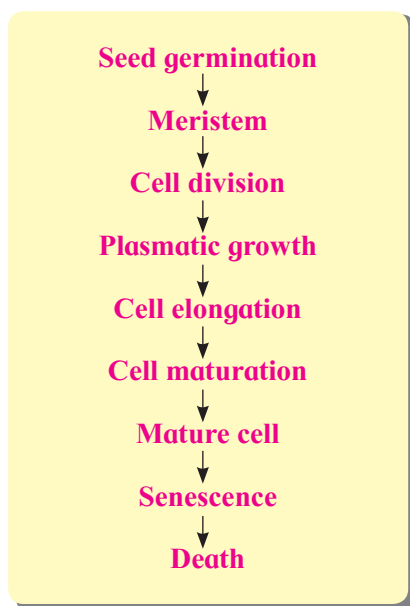 Seed germination
Meristem
Cell division
Plasmatic growth
Cell elongation
Cell maturation
Mature cell
Senescence
Death